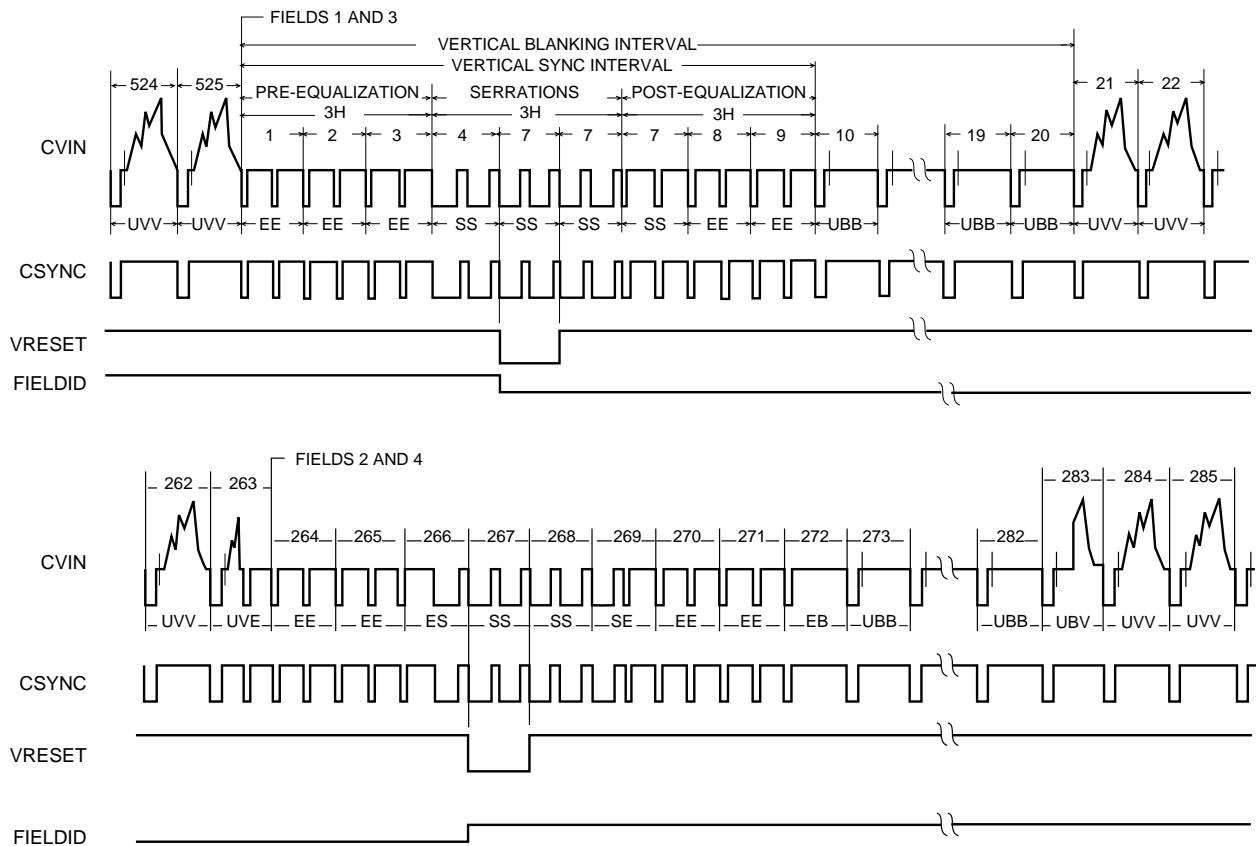 FIELDS 1 AND 3
VERTICAL BLANKING INTERVAL
VERTICAL SYNC INTERVAL
524 525 PRE-EQUALIZATION SERRATIONS POST-EQUALIZATION 21 22
3H 3H 3H
1 2 3 4 7 7 7 8 9 10 19 20
CVIN
UVV UVV EE EE EE SS SS SS SS EE EE UBB UBB UBB UVV UVV
CSYNC
VRESET
FIELDID
FIELDS 2 AND 4
262 263 283 284 285
264 265 266 267 268 269 270 271 272 273 282
CVIN
UVV UVE EE EE ES SS SS SE EE EE EB UBB UBB UBV UVV UVV
CSYNC
VRESET
FIELDID